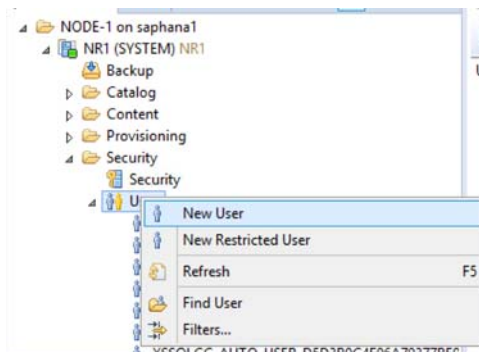 NODE-1 on saphana1
NR1 (SYSTEM) NR1
Backup
Catalog
Content
Provisioning
Security
Security
New User
New Restricted User
Refresh F5
Find User
Filters...